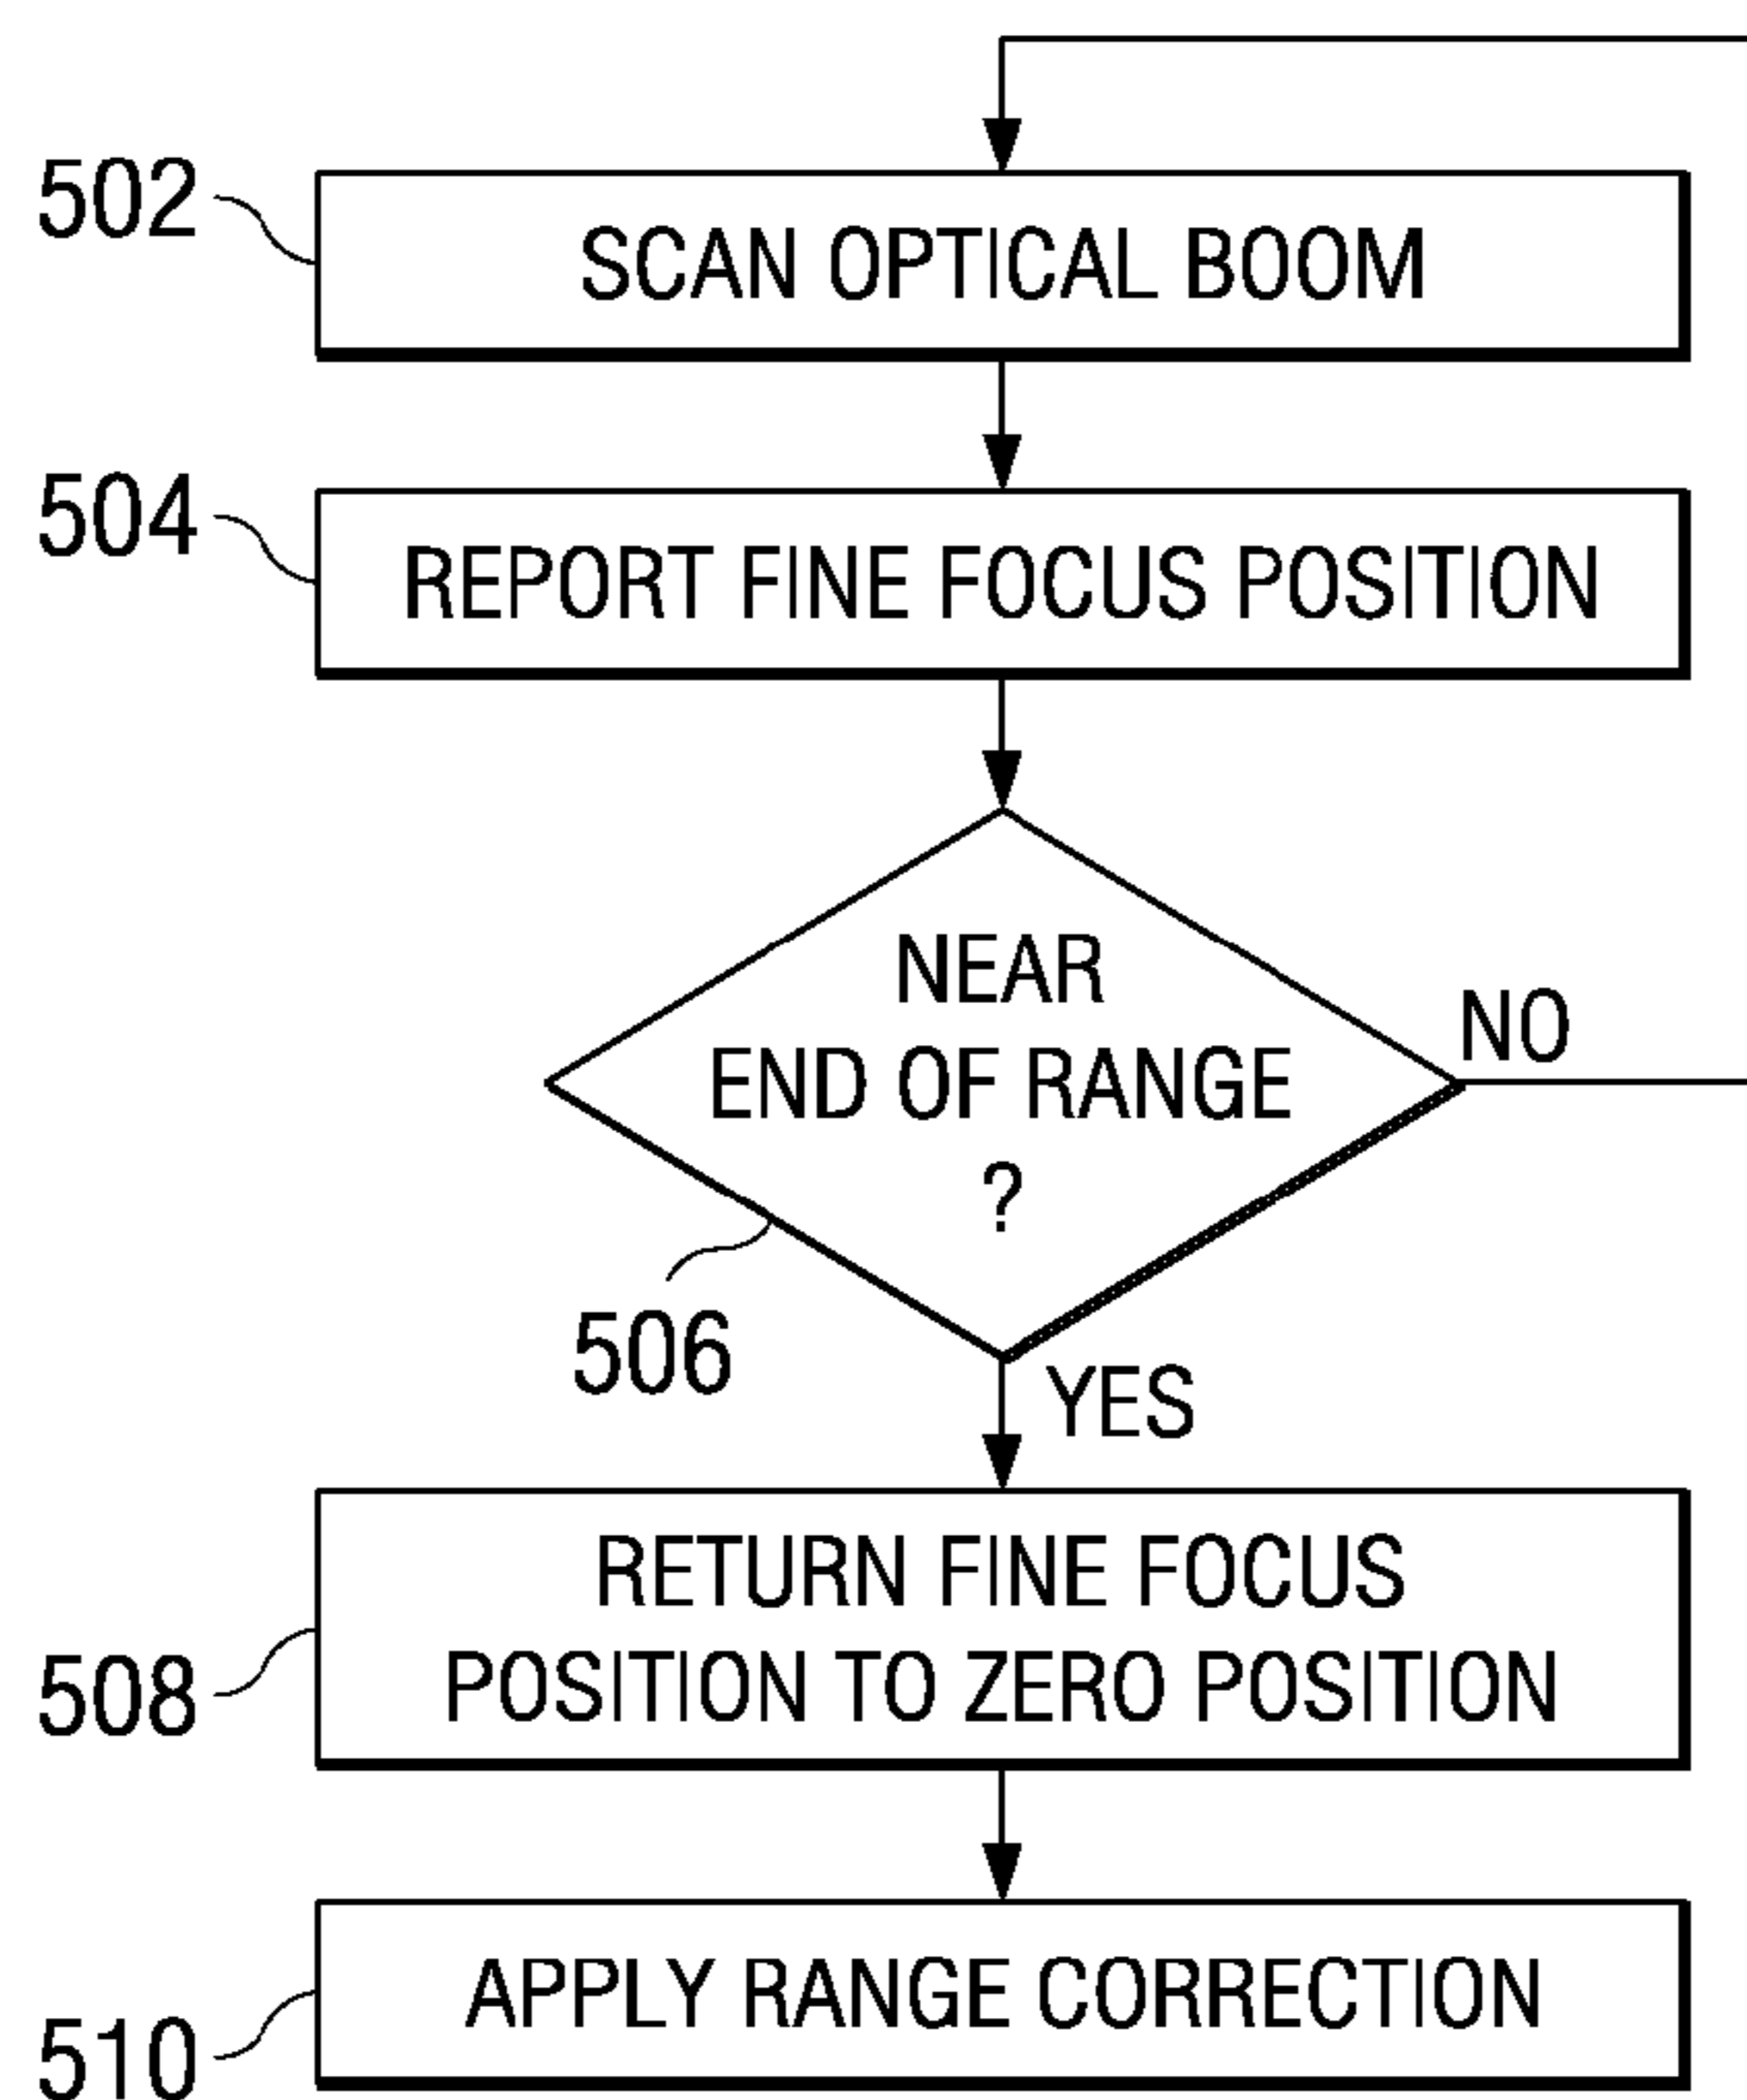 502
SCAN OPTICAL BOOM
504
REPORT FINE FOCUS POSITION
NEAR
END OF RANGE
?
NO
506
YES
RETURN FINE FOCUS
POSITION TO ZERO POSITION
508
APPLY RANGE CORRECTION
510